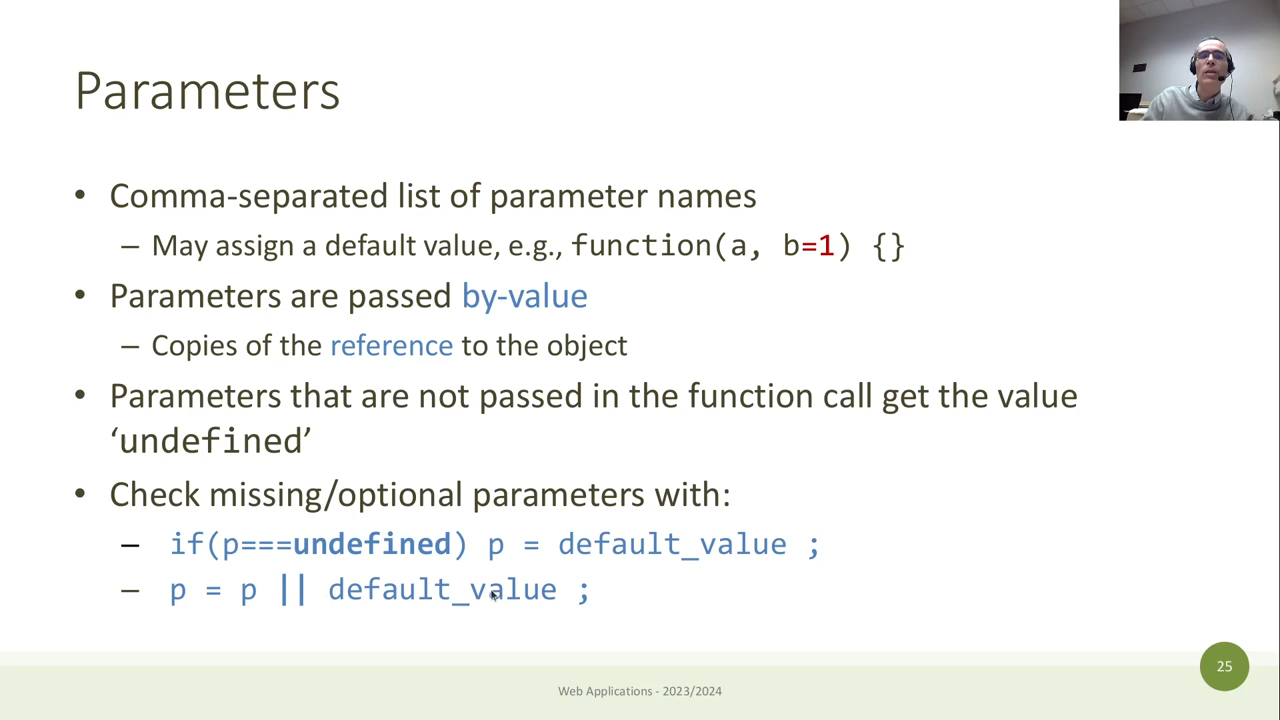 Parameters
• Comma-separated list of parameter names
– May assign a default value, e.g., function(a, b=1) {}
• Parameters are passed by-value
– Copies of the reference to the object
• Parameters that are not passed in the function call get the value
‘undefined’
• Check missing/optional parameters with:
– if(p===undefined) p = default_value ;
– p = p || default_value ;
25
Web Applications - 2023/2024